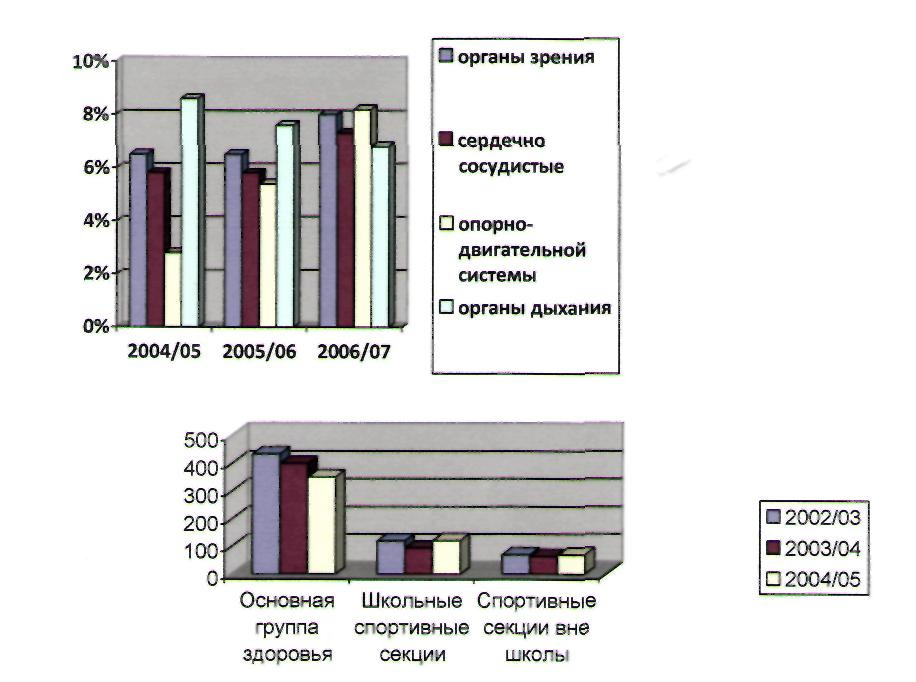 10%
8%
6%
4%
2%
0%
2004/05 2005/06 2006/07
органы зрения
сердечно
сосудистые
опорно-
двигательной
системы
органы дыхания
500
400
300
200
100
0
Основная
группа
здоровья
Школьные
спортивные
секции
Спортивные
секции вне
школы
2002/03
2003/04
2004/05